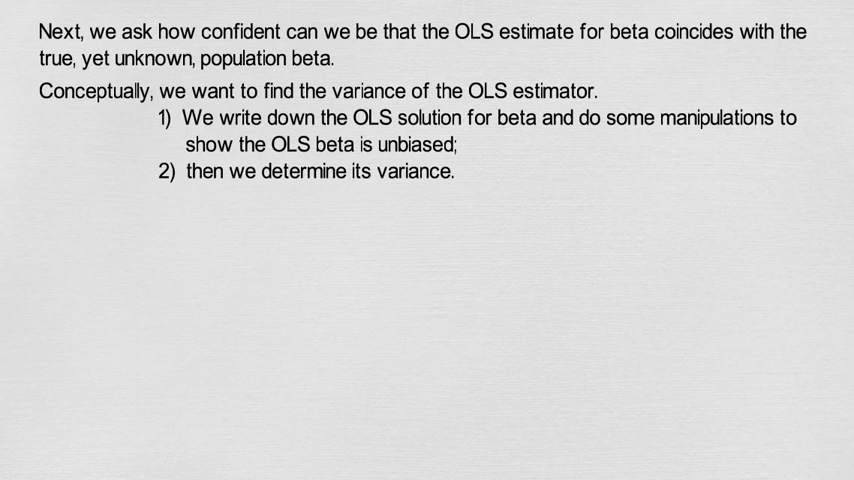 Next, we ask how confident can we be that the OLS estimate for beta coincides with the
true, yet unknown, population beta.
Conceptually, we want to find the variance of the OLS estimator.
1) We write down the OLS solution for beta and do some manipulations to
show the OLS beta is unbiased;
2) then we determine its variance.